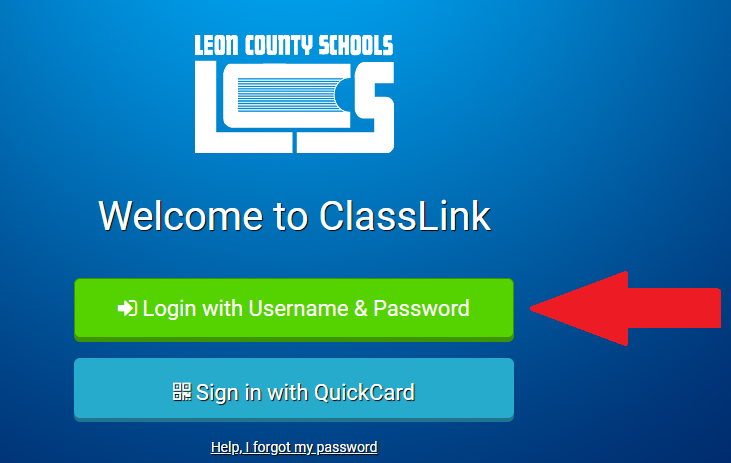 LEON COUNTY SCHOOLS
LCS
Welcome to ClassLink
Login with Username & Password
Sign in with QuickCard
Help, I forgot my password